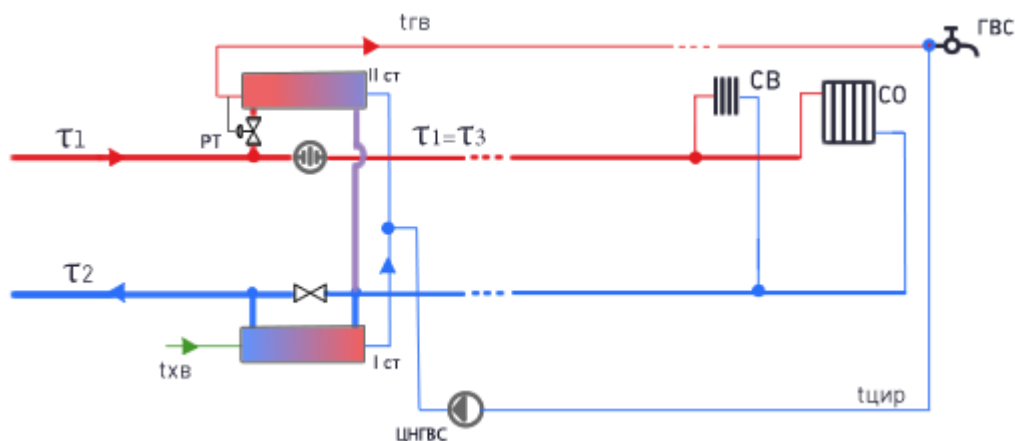 tгв
ГВС
II ст
СВ
СО
τ1
РТ
τ1=τ3
τ2
tхв
I ст
tцир
ЦНГВС